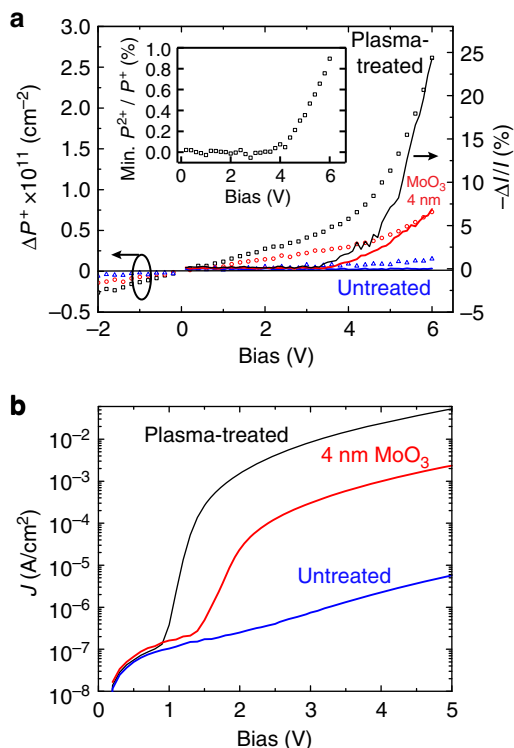 a
3.0
2.5
2.0
1.5
1.0
0.5
0
–0.5
ΔP⁺ ×10¹¹ (cm⁻²)
1.0
0.8
0.6
0.4
0.2
0.0
Min. P²⁺ / P⁺ (%)
0 1 2 3 4 5 6
Bias (V)
Plasma-
treated
MoO₃
4 nm
Untreated
25
20
15
10
5
0
–5
–ΔI / I (%)
–2 0 2 4 6
Bias (V)
b
10⁻²
10⁻³
10⁻⁴
10⁻⁵
10⁻⁶
10⁻⁷
10⁻⁸
J (A/cm²)
Plasma-treated
4 nm MoO₃
Untreated
0 1 2 3 4 5
Bias (V)